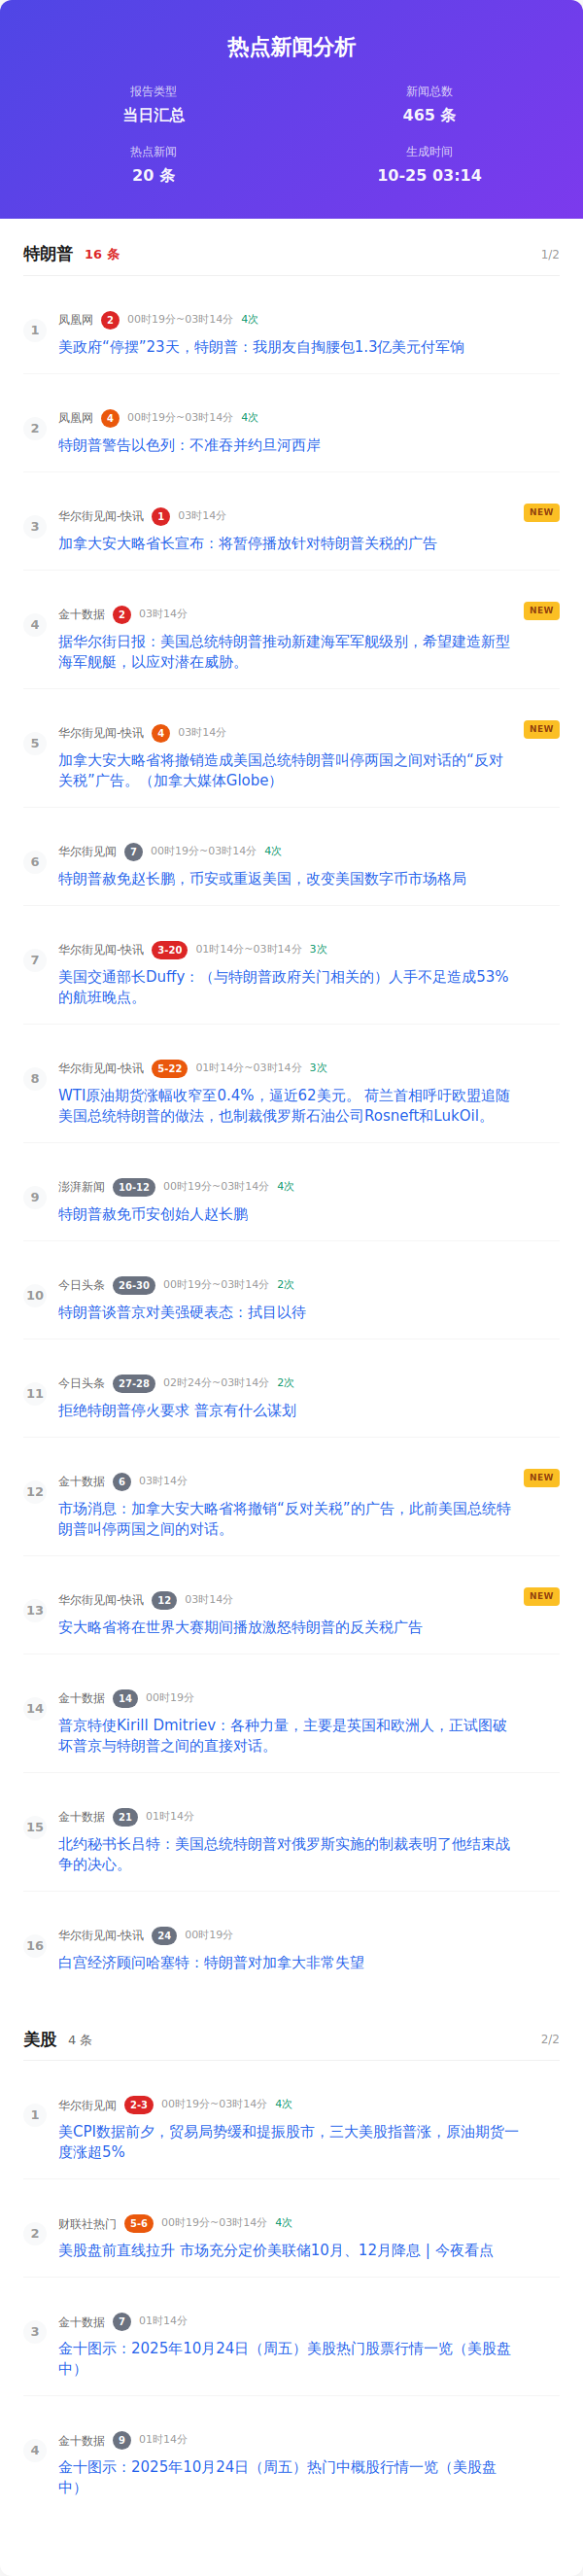 热点新闻分析
报告类型
当日汇总
新闻总数
465 条
热点新闻
20 条
生成时间
10-25 03:14
特朗普 16 条 1/2
1
凤凰网 2 00时19分~03时14分 4次
美政府“停摆”23天，特朗普：我朋友自掏腰包1.3亿美元付军饷
2
凤凰网 4 00时19分~03时14分 4次
特朗普警告以色列：不准吞并约旦河西岸
3
华尔街见闻-快讯 1 03时14分 NEW
加拿大安大略省长宣布：将暂停播放针对特朗普关税的广告
4
金十数据 2 03时14分 NEW
据华尔街日报：美国总统特朗普推动新建海军军舰级别，希望建造新型
海军舰艇，以应对潜在威胁。
5
华尔街见闻-快讯 4 03时14分 NEW
加拿大安大略省将撤销造成美国总统特朗普叫停两国之间对话的“反对
关税”广告。（加拿大媒体Globe）
6
华尔街见闻 7 00时19分~03时14分 4次
特朗普赦免赵长鹏，币安或重返美国，改变美国数字币市场格局
7
华尔街见闻-快讯 3-20 01时14分~03时14分 3次
美国交通部长Duffy：（与特朗普政府关门相关的）人手不足造成53%
的航班晚点。
8
华尔街见闻-快讯 5-22 01时14分~03时14分 3次
WTI原油期货涨幅收窄至0.4%，逼近62美元。 荷兰首相呼吁欧盟追随
美国总统特朗普的做法，也制裁俄罗斯石油公司Rosneft和LukOil。
9
澎湃新闻 10-12 00时19分~03时14分 4次
特朗普赦免币安创始人赵长鹏
10
今日头条 26-30 00时19分~03时14分 2次
特朗普谈普京对美强硬表态：拭目以待
11
今日头条 27-28 02时24分~03时14分 2次
拒绝特朗普停火要求 普京有什么谋划
12
金十数据 6 03时14分 NEW
市场消息：加拿大安大略省将撤销“反对关税”的广告，此前美国总统特
朗普叫停两国之间的对话。
13
华尔街见闻-快讯 12 03时14分 NEW
安大略省将在世界大赛期间播放激怒特朗普的反关税广告
14
金十数据 14 00时19分
普京特使Kirill Dmitriev：各种力量，主要是英国和欧洲人，正试图破
坏普京与特朗普之间的直接对话。
15
金十数据 21 01时14分
北约秘书长吕特：美国总统特朗普对俄罗斯实施的制裁表明了他结束战
争的决心。
16
华尔街见闻-快讯 24 00时19分
白宫经济顾问哈塞特：特朗普对加拿大非常失望
美股 4 条 2/2
1
华尔街见闻 2-3 00时19分~03时14分 4次
美CPI数据前夕，贸易局势缓和提振股市，三大美股指普涨，原油期货一
度涨超5%
2
财联社热门 5-6 00时19分~03时14分 4次
美股盘前直线拉升 市场充分定价美联储10月、12月降息 | 今夜看点
3
金十数据 7 01时14分
金十图示：2025年10月24日（周五）美股热门股票行情一览（美股盘
中）
4
金十数据 9 01时14分
金十图示：2025年10月24日（周五）热门中概股行情一览（美股盘
中）